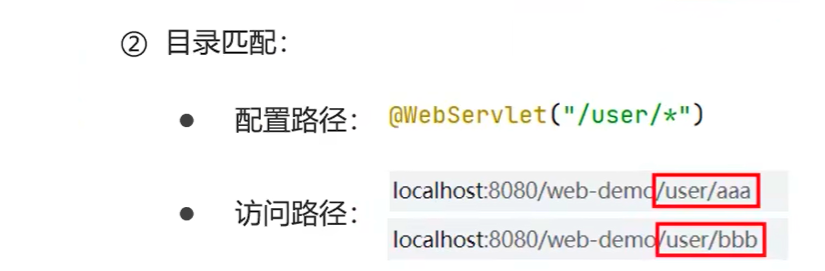 ② 目录匹配：
● 配置路径： @WebServlet("/user/*")
● 访问路径： localhost:8080/web-demo/user/aaa
localhost:8080/web-demo/user/bbb